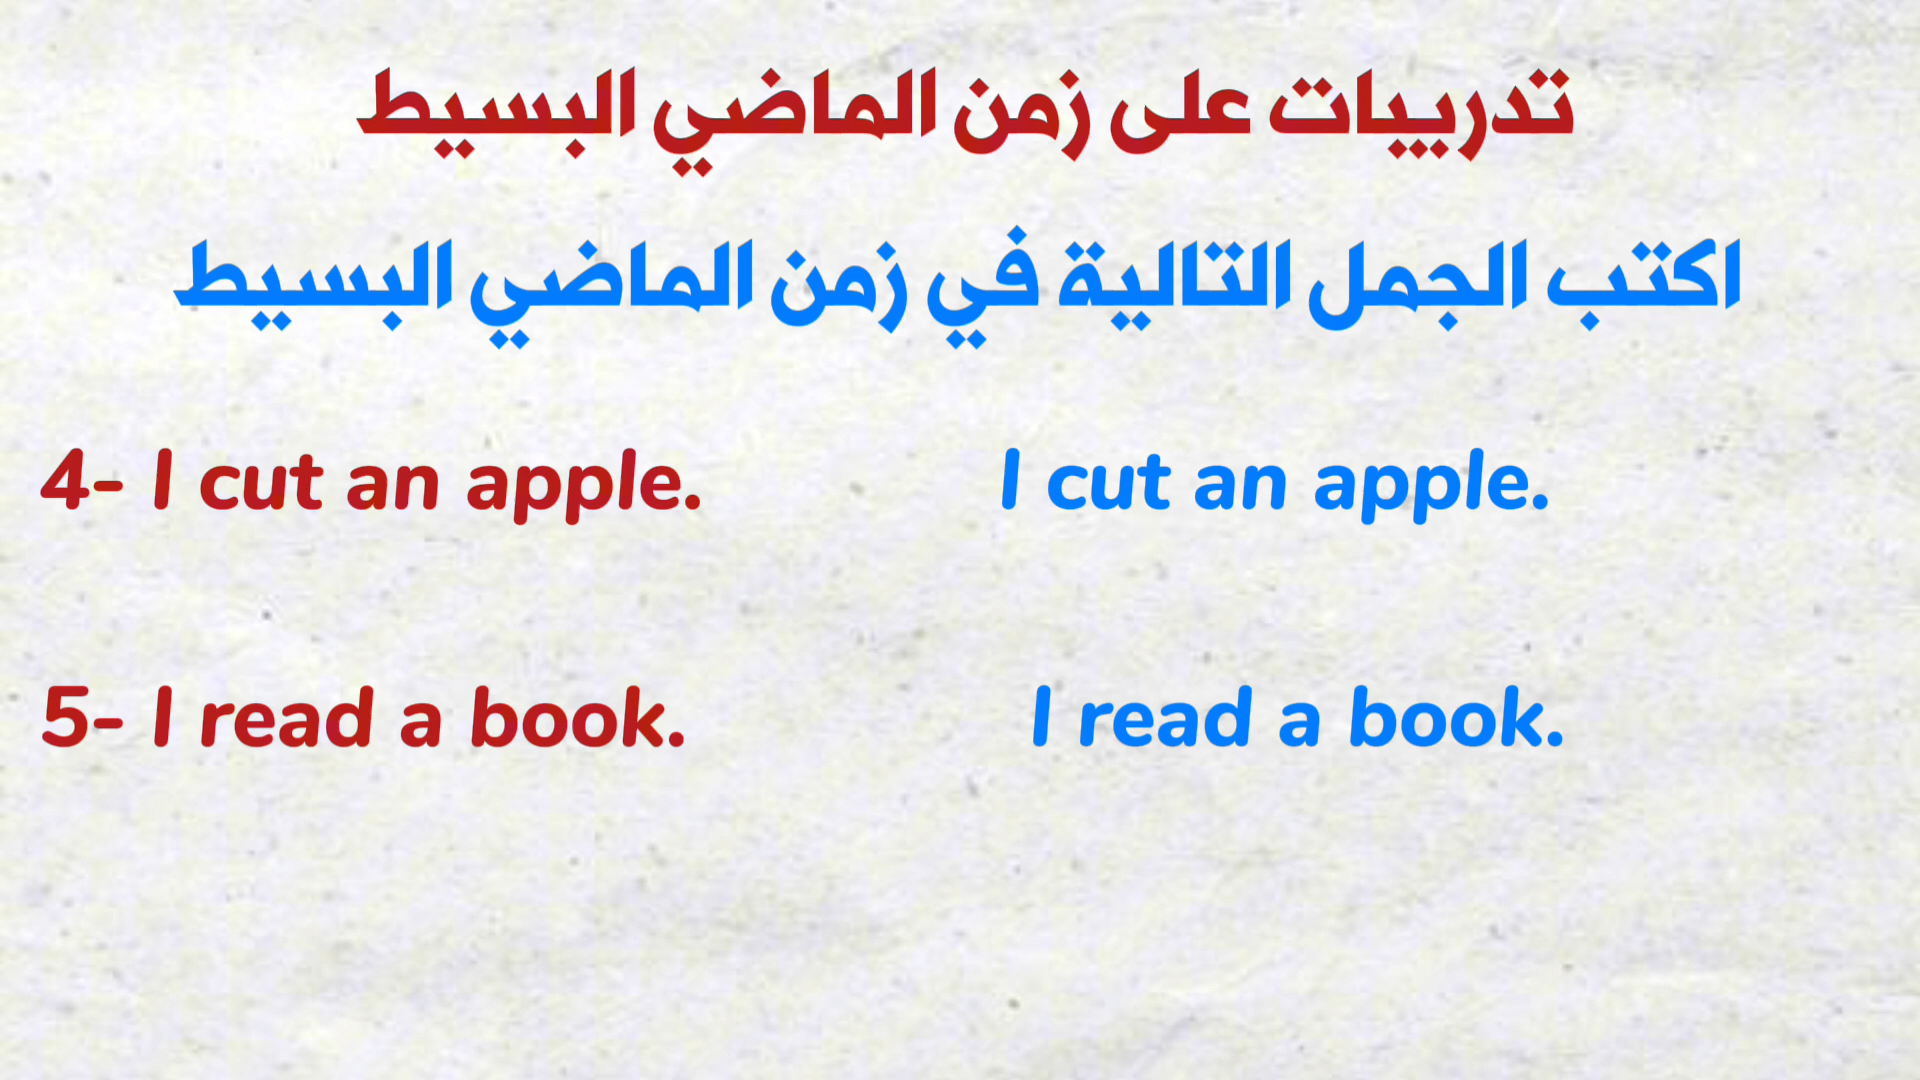 تدريبات على زمن الماضي البسيط
اكتب الجمل التالية في زمن الماضي البسيط
4- I cut an apple. I cut an apple.
5- I read a book. I read a book.